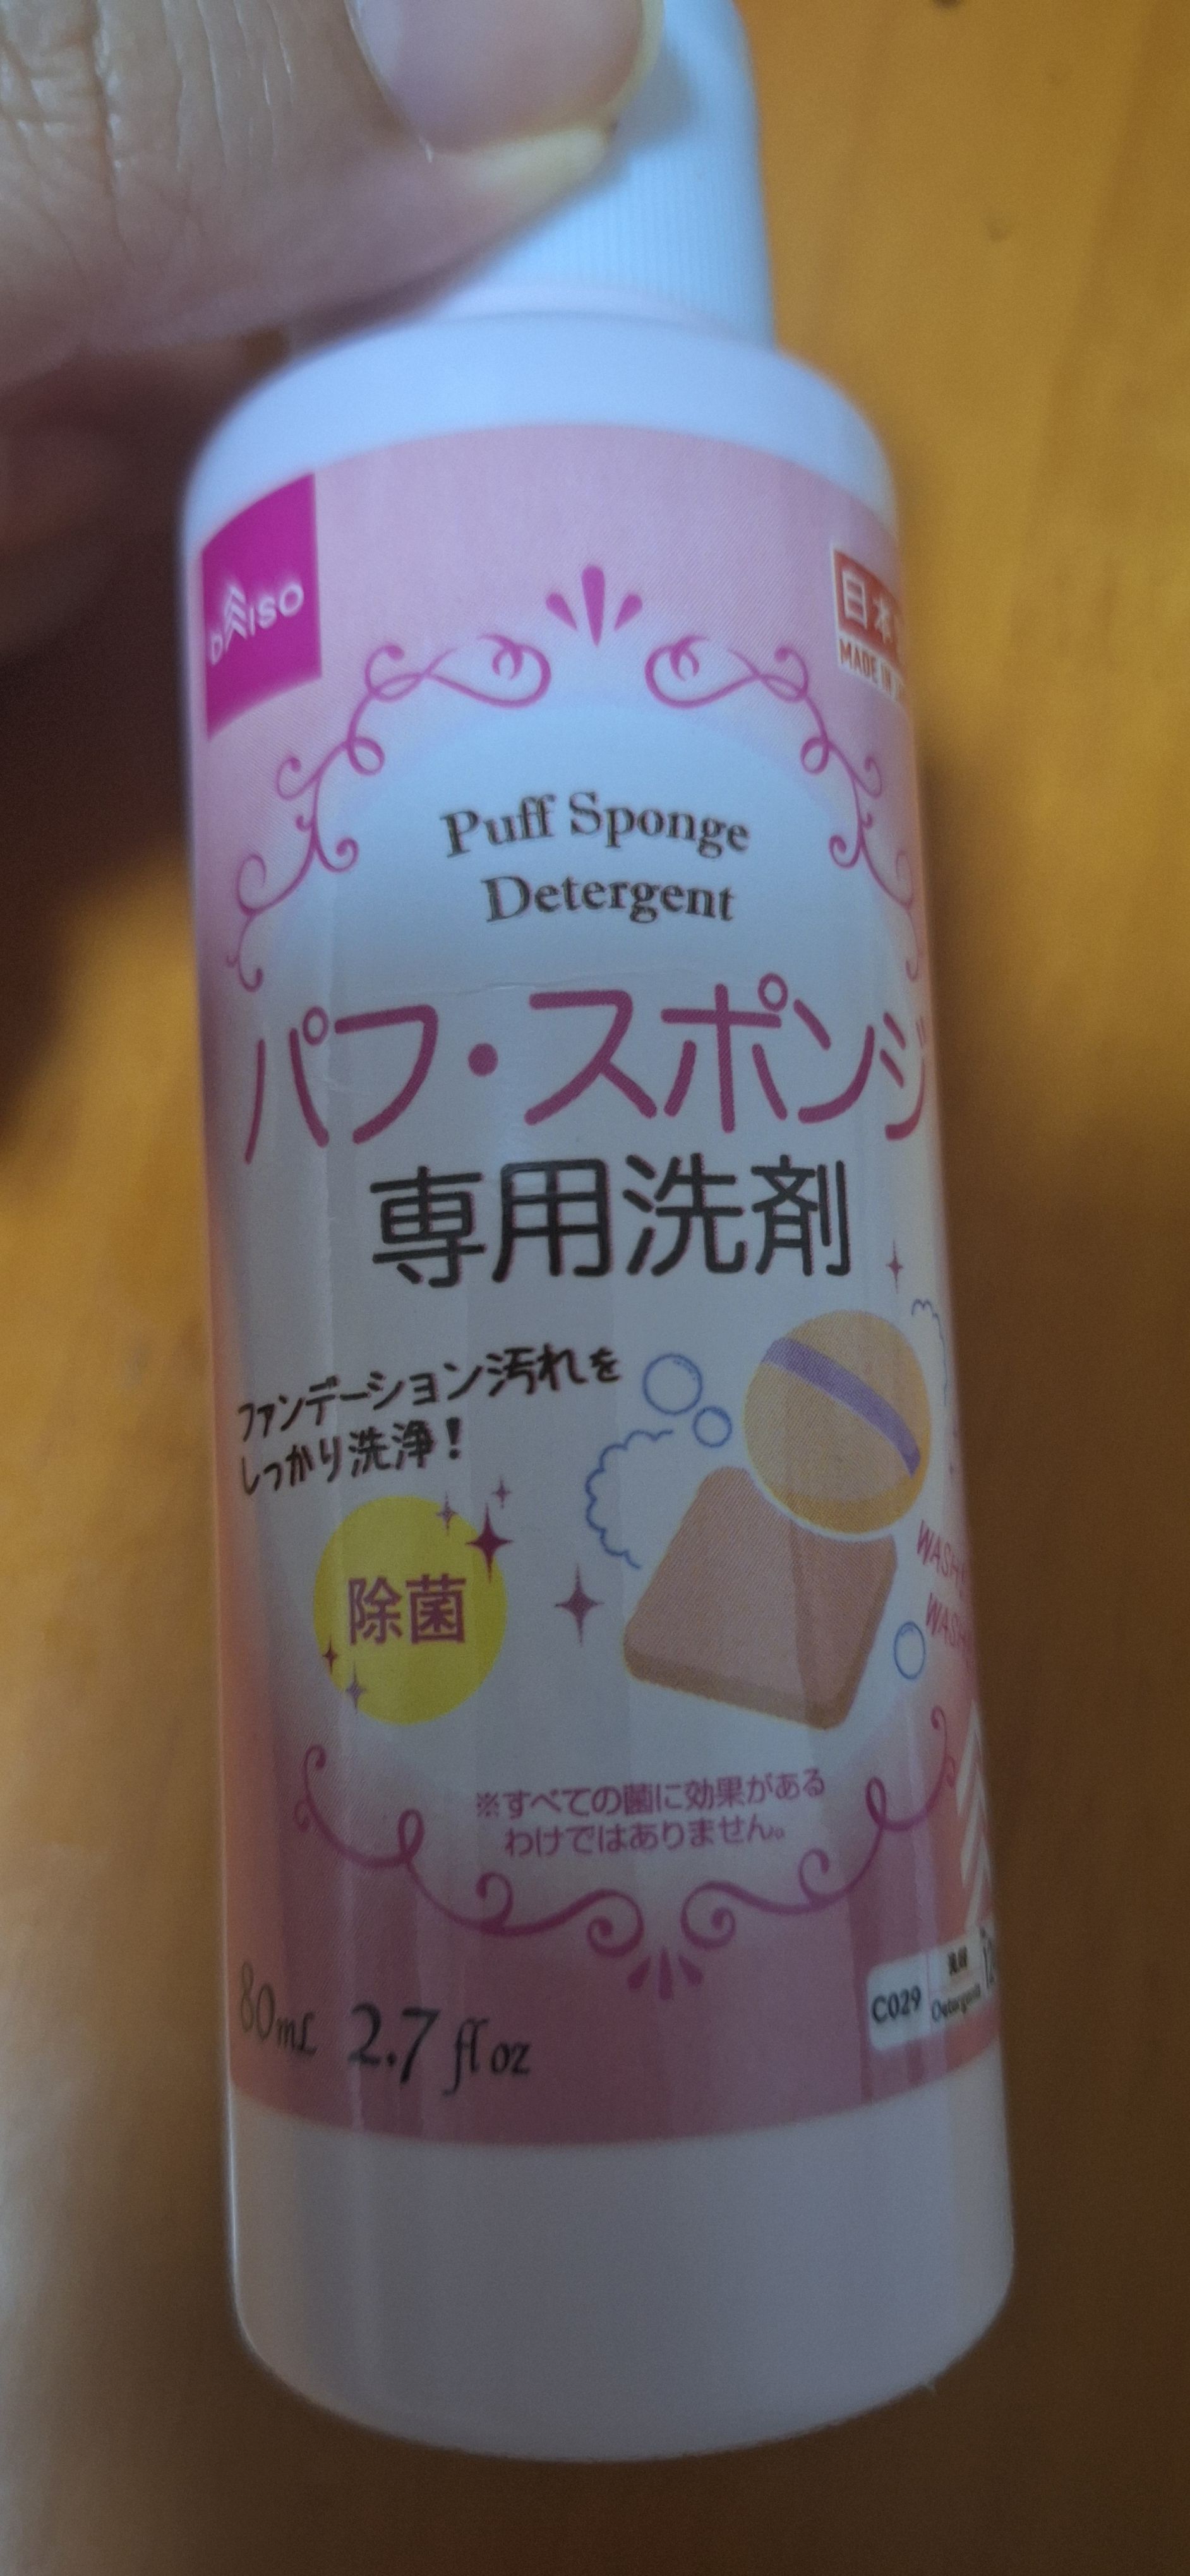 DAISO
日本
MADE IN
Puff Sponge
Detergent
パフ・スポンジ
専用洗剤
ファンデーション汚れを
しっかり洗浄!
除菌
WASH
WASH
※すべての菌に効果がある
わけではありません。
80mL 2.7 fl oz
C029
Detergent